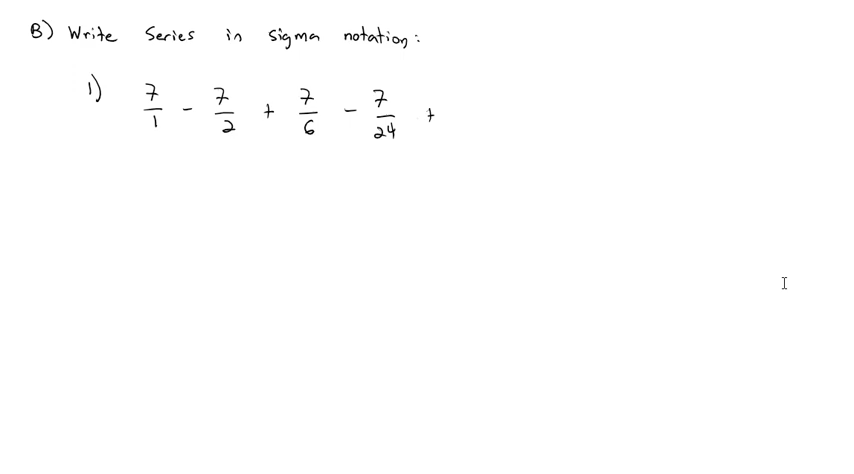 B) Write Series in sigma notation:
1) 7/1 - 7/2 + 7/6 - 7/24 +